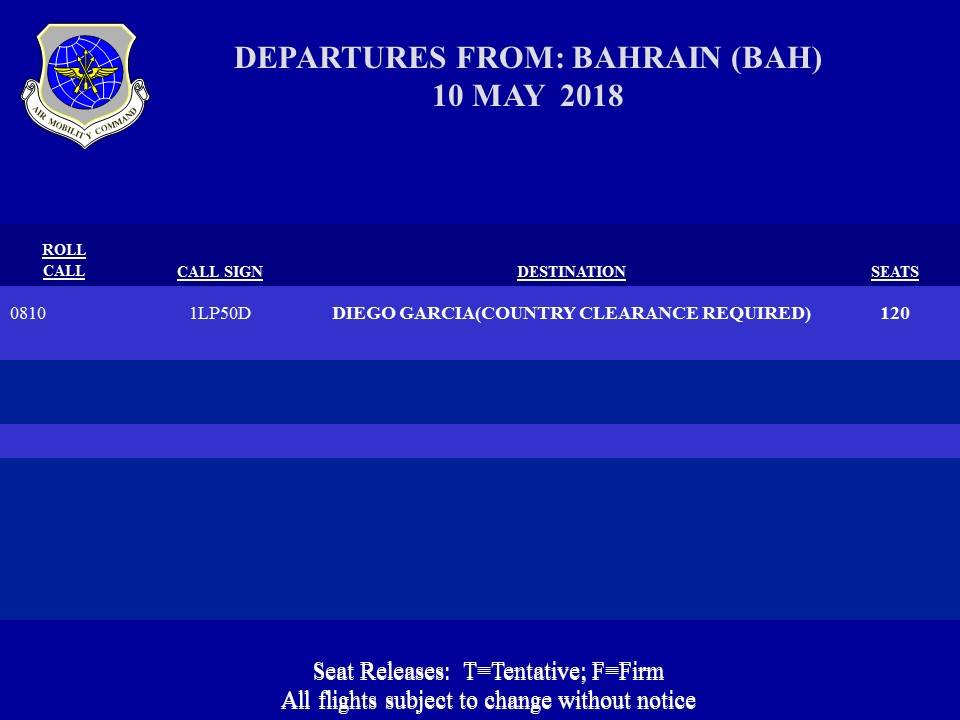 DEPARTURES FROM: BAHRAIN (BAH)
10 MAY 2018
AIR MOBILITY COMMAND
ROLL
CALL
CALL SIGN
DESTINATION
SEATS
0810
1LP50D
DIEGO GARCIA(COUNTRY CLEARANCE REQUIRED)
120
Seat Releases: T=Tentative; F=Firm
All flights subject to change without notice